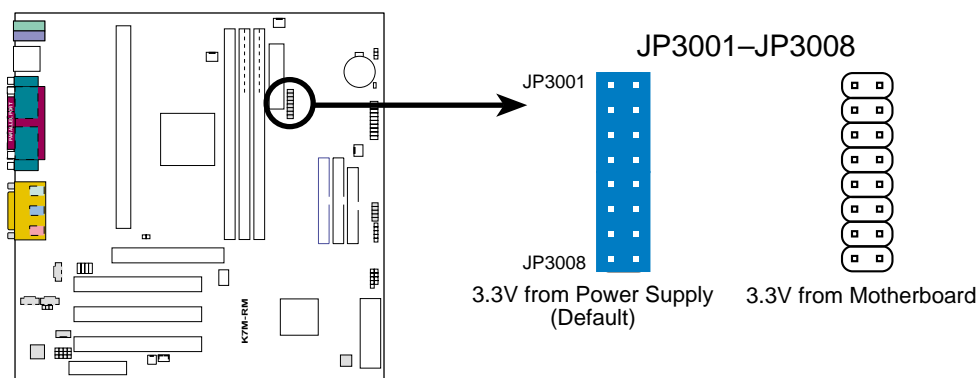 JP3001–JP3008
JP3001
JP3008
3.3V from Power Supply
(Default)
3.3V from Motherboard
PARALLEL PORT
K7M-RM